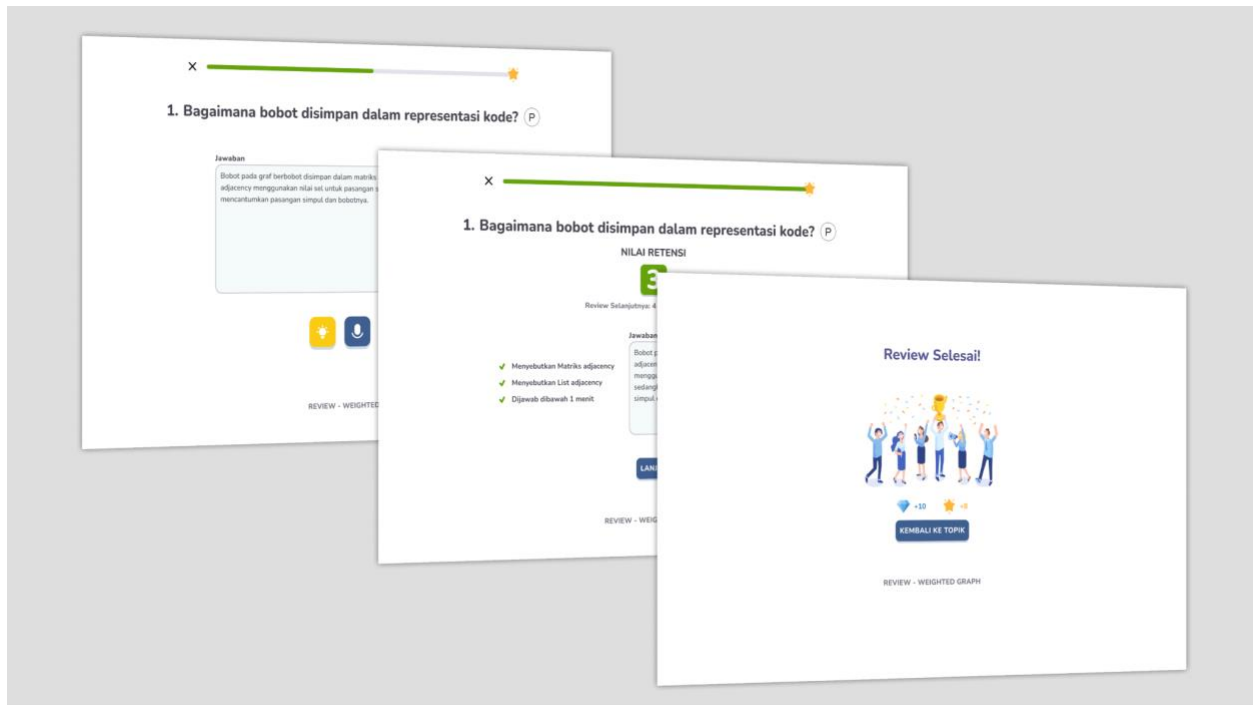 X
1. Bagaimana bobot disimpan dalam representasi kode? P
Jawaban
Bobot pada graf berbobot disimpan dalam matriks
adjacency menggunakan nilai sel untuk pasangan
mencantumkan pasangan simpul dan bobotnya.
REVIEW - WEIGHTED
X
1. Bagaimana bobot disimpan dalam representasi kode? P
NILAI RETENSI
3
Review Selanjutnya: 4
Menyebutkan Matriks adjacency
Menyebutkan List adjacency
Dijawab dibawah 1 menit
Jawaban
Bobot
simpul
REVIEW -
Review Selesai!
+10
KEMBALI KE TOPIK
REVIEW - WEIGHTED GRAPH